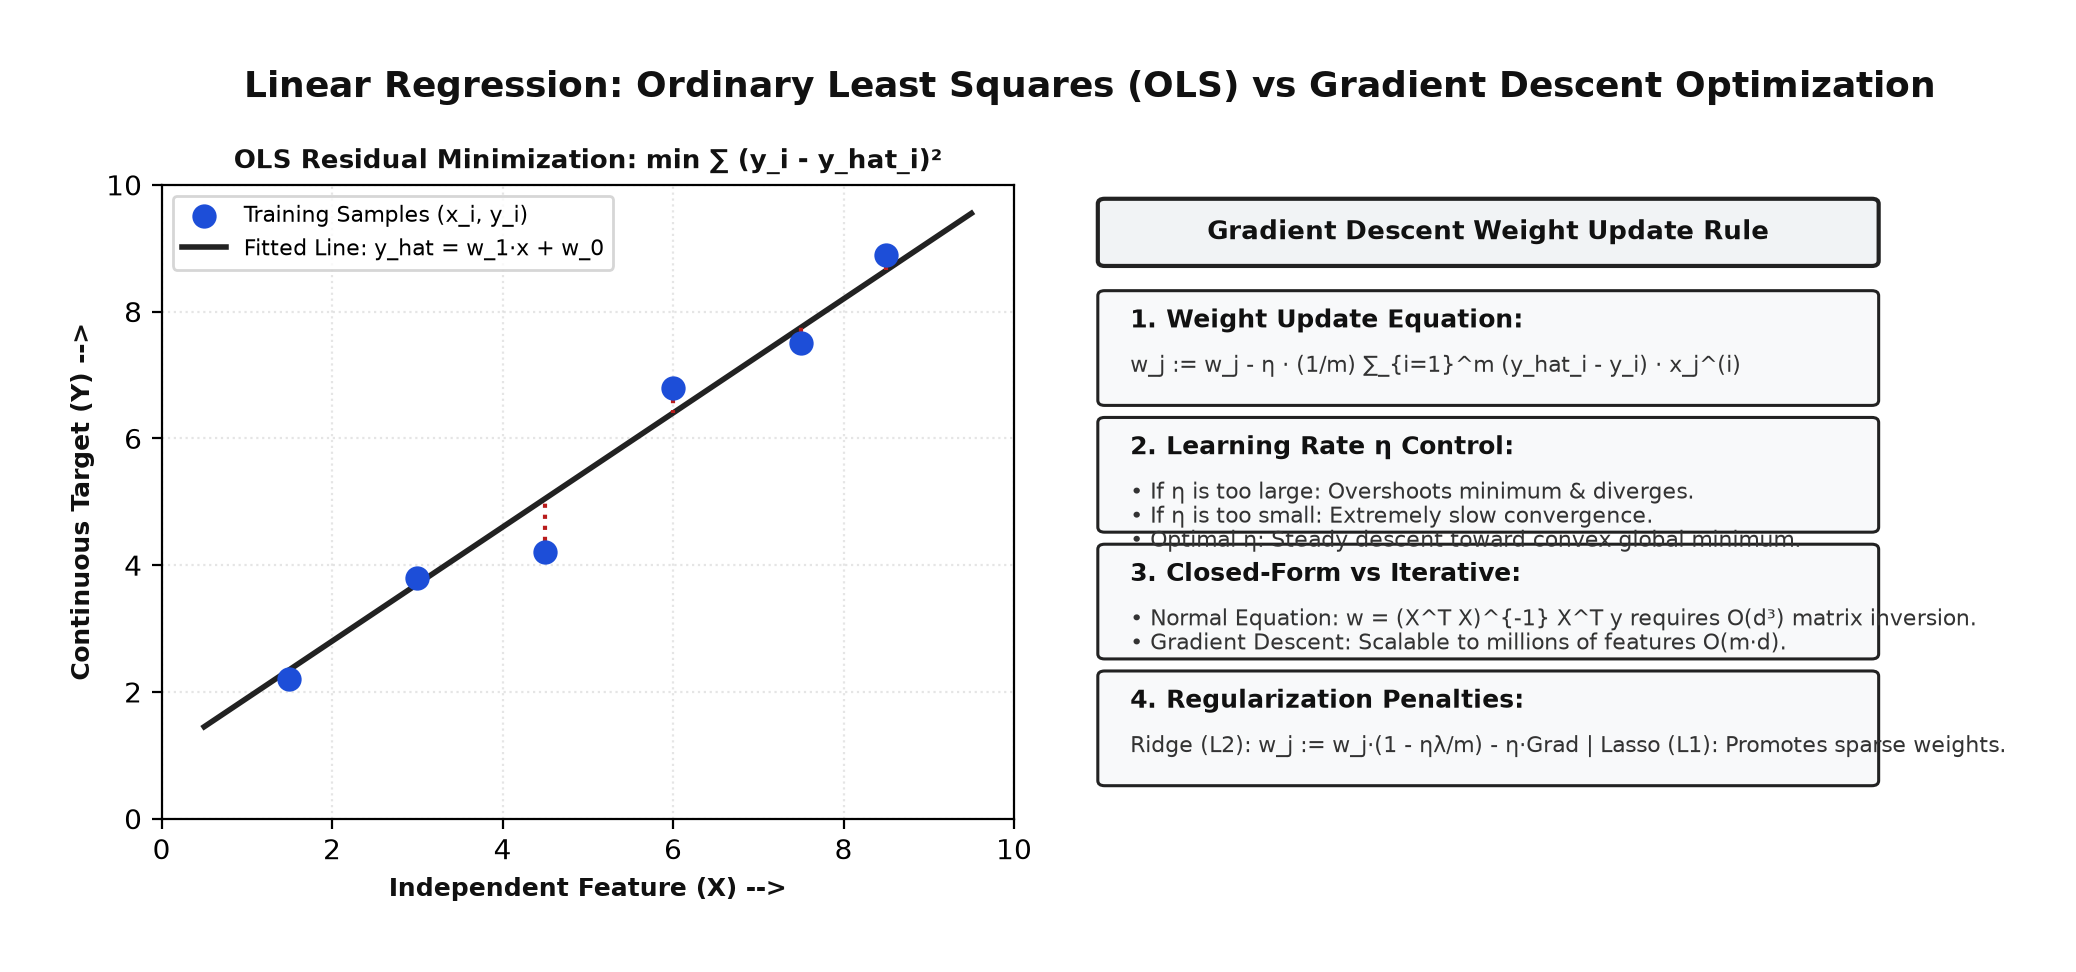 Linear Regression: Ordinary Least Squares (OLS) vs Gradient Descent Optimization
OLS Residual Minimization: min ∑ (y_i - y_hat_i)²
Training Samples (x_i, y_i)
Fitted Line: y_hat = w_1·x + w_0
10
8
6
4
2
0
0 2 4 6 8 10
Continuous Target (Y) -->
Independent Feature (X) -->
Gradient Descent Weight Update Rule
1. Weight Update Equation:
w_j := w_j - η · (1/m) ∑_{i=1}^m (y_hat_i - y_i) · x_j^(i)
2. Learning Rate η Control:
• If η is too large: Overshoots minimum & diverges.
• If η is too small: Extremely slow convergence.
• Optimal η: Steady descent toward convex global minimum.
3. Closed-Form vs Iterative:
• Normal Equation: w = (X^T X)^{-1} X^T y requires O(d³) matrix inversion.
• Gradient Descent: Scalable to millions of features O(m·d).
4. Regularization Penalties:
Ridge (L2): w_j := w_j·(1 - ηλ/m) - η·Grad | Lasso (L1): Promotes sparse weights.